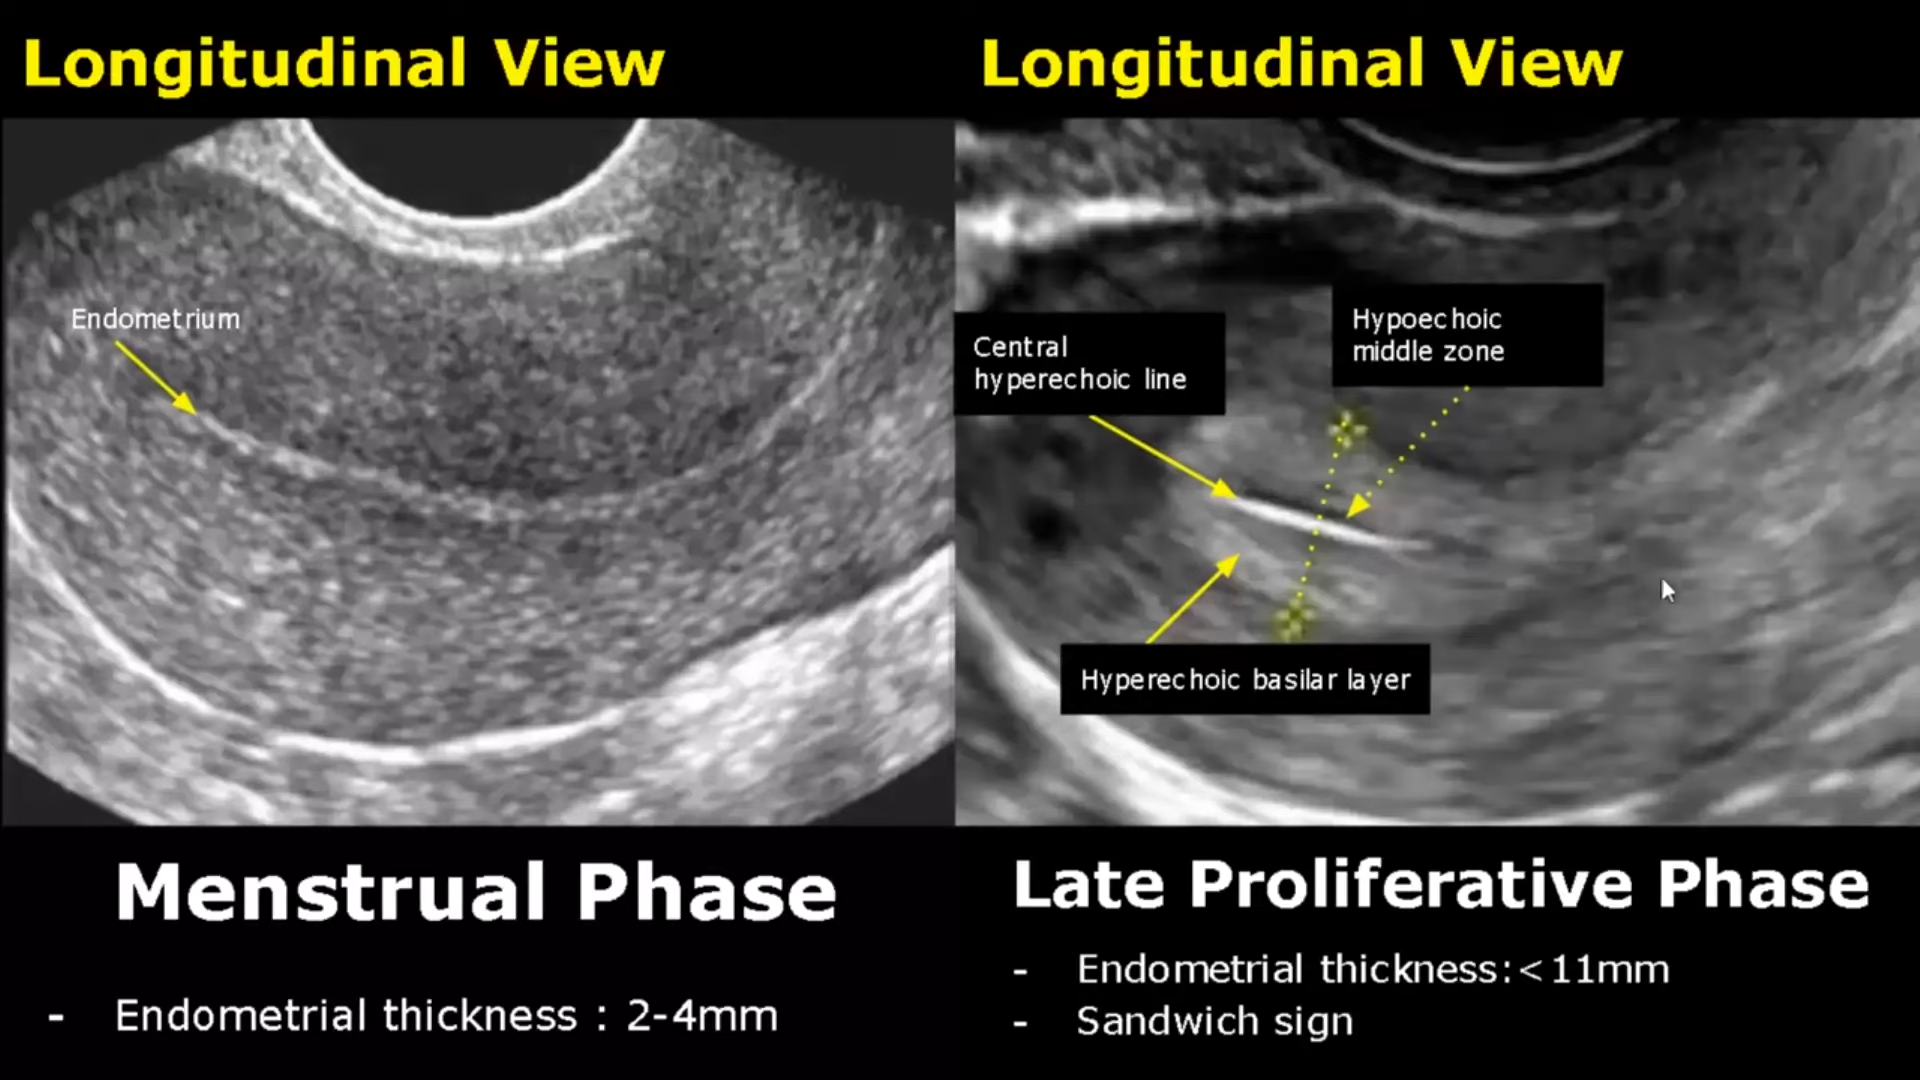 Longitudinal View
Endometrium
Menstrual Phase
- Endometrial thickness : 2-4mm
Longitudinal View
Hypoechoic
middle zone
Central
hyperechoic line
Hyperechoic basilar layer
Late Proliferative Phase
- Endometrial thickness:<11mm
- Sandwich sign